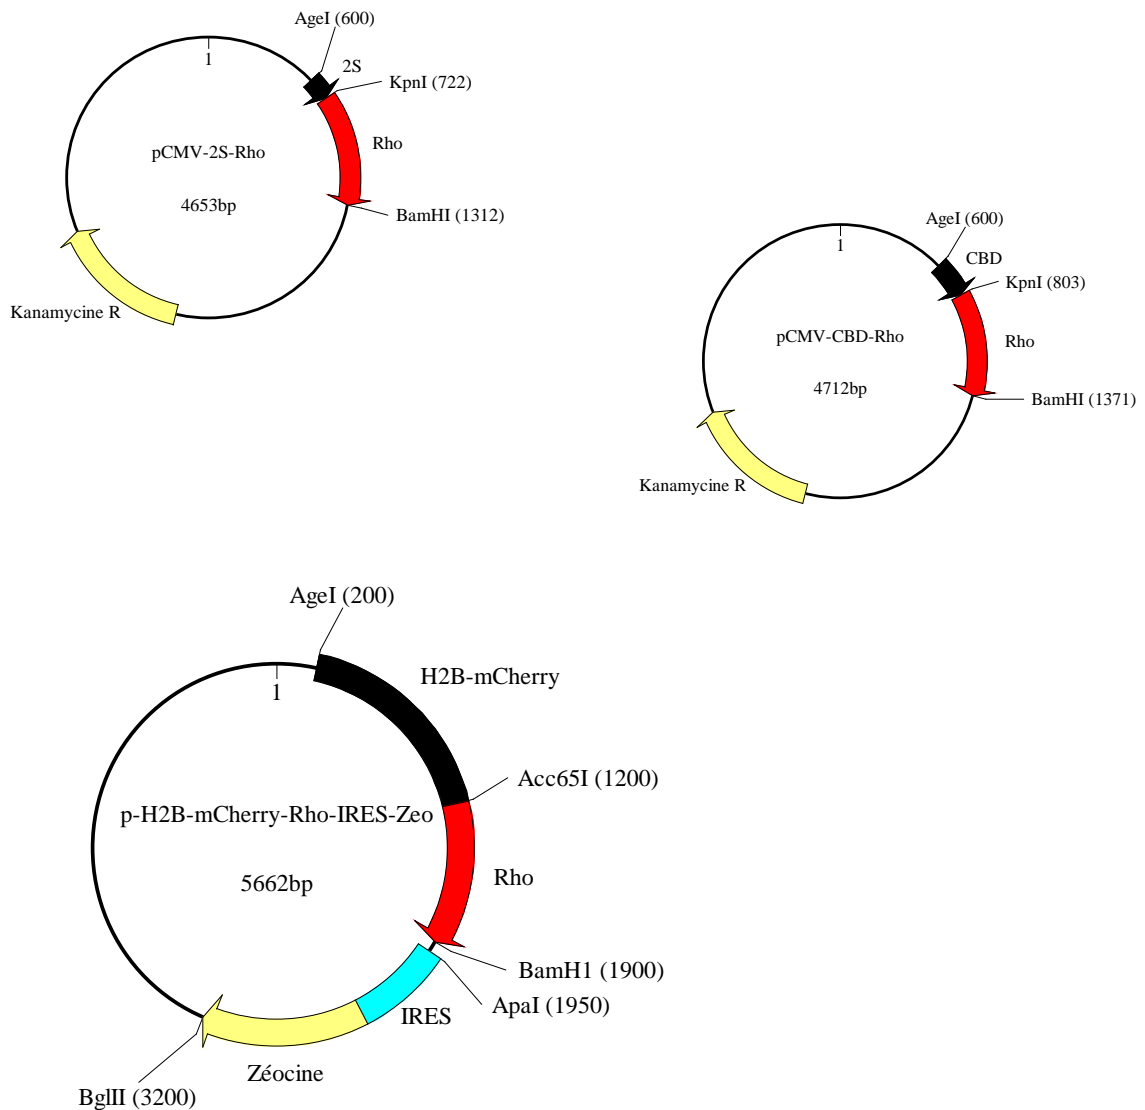 AgeI (600)
1
2S
KpnI (722)
pCMV-2S-Rho
Rho
4653bp
BamHI (1312)
Kanamycine R
AgeI (600)
1
CBD
KpnI (803)
pCMV-CBD-Rho
Rho
4712bp
BamHI (1371)
Kanamycine R
AgeI (200)
1
H2B-mCherry
Acc65I (1200)
p-H2B-mCherry-Rho-IRES-Zeo
5662bp
Rho
BamH1 (1900)
ApaI (1950)
IRES
Zéocine
BglII (3200)